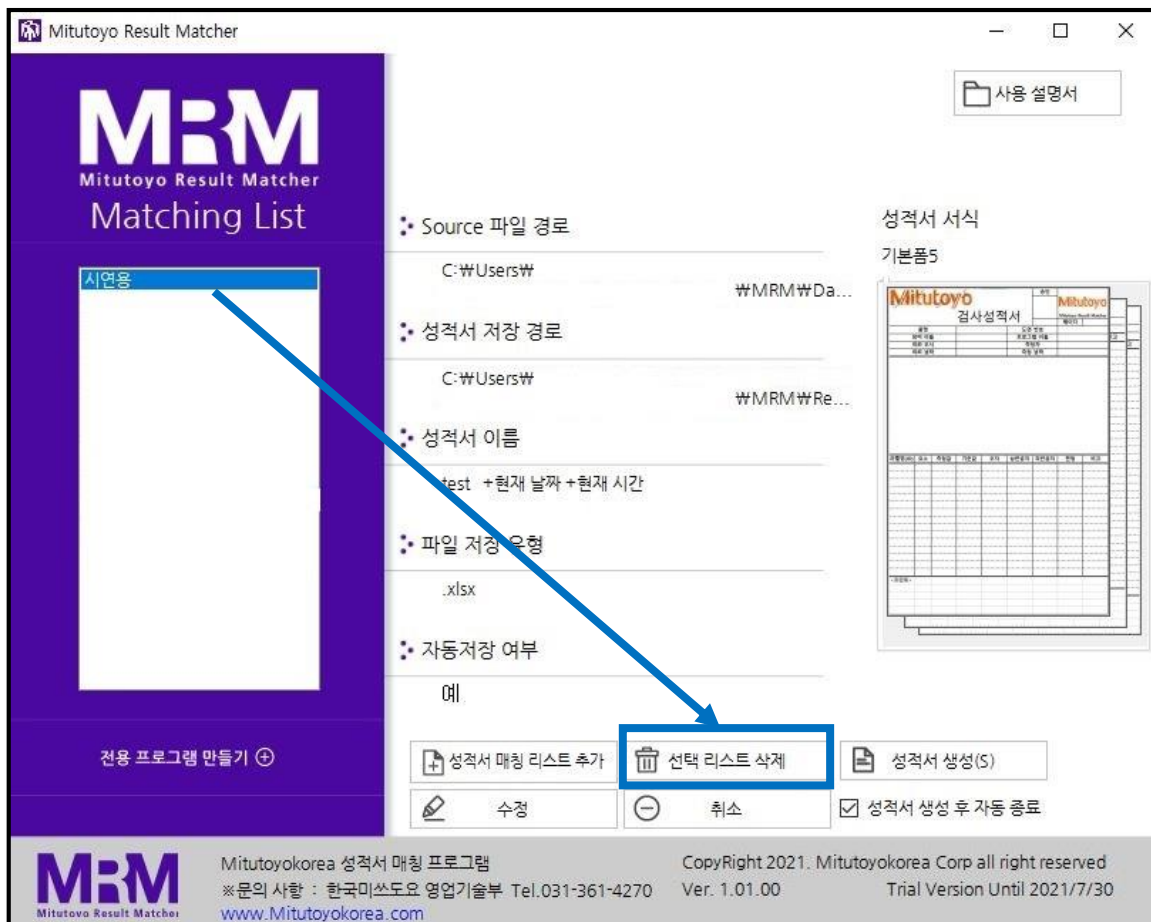 Mitutoyo Result Matcher
사용 설명서
MRM
Mitutoyo Result Matcher
Matching List
시연용
전용 프로그램 만들기
Source 파일 경로
C:₩Users₩
₩MRM₩Da...
성적서 저장 경로
C:₩Users₩
₩MRM₩Re...
성적서 이름
test +현재 날짜 +현재 시간
파일 저장 유형
.xlsx
자동저장 여부
예
성적서 서식
기본폼5
Mitutoyo
검사성적서
Mitutoyo
성적서 매칭 리스트 추가
선택 리스트 삭제
성적서 생성(S)
수정
취소
성적서 생성 후 자동 종료
MRM
Mitutoyo Result Matcher
Mitutoyokorea 성적서 매칭 프로그램
※문의 사항 : 한국미쓰도요 영업기술부 Tel.031-361-4270
www.Mitutoyokorea.com
CopyRight 2021. Mitutoyokorea Corp all right reserved
Ver. 1.01.00 Trial Version Until 2021/7/30